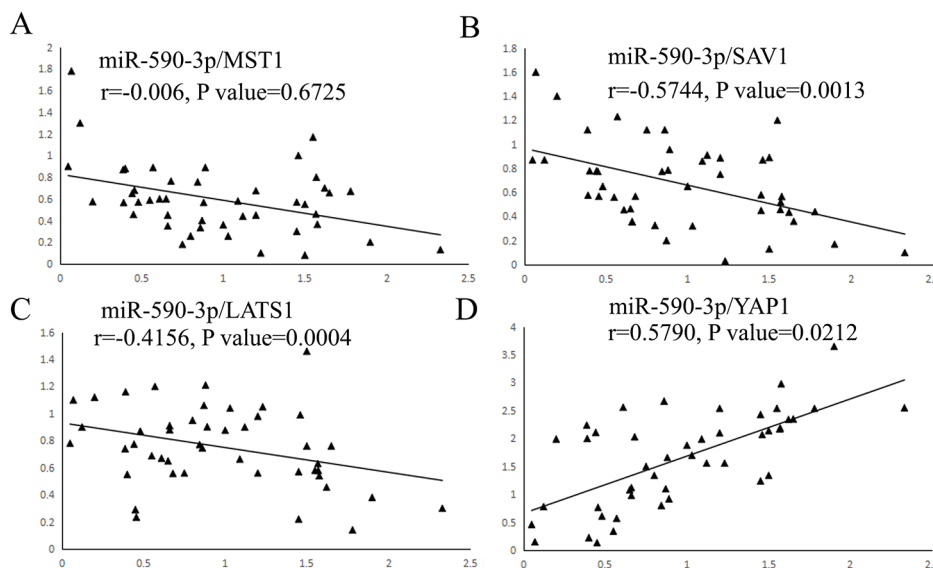 A
miR-590-3p/MST1
r=-0.006, P value=0.6725
2
1.8
1.6
1.4
1.2
1
0.8
0.6
0.4
0.2
0
0 0.5 1 1.5 2 2.5
B
miR-590-3p/SAV1
r=-0.5744, P value=0.0013
1.8
1.6
1.4
1.2
1
0.8
0.6
0.4
0.2
0
0 0.5 1 1.5 2 2.5
C
miR-590-3p/LATS1
r=-0.4156, P value=0.0004
1.6
1.4
1.2
1
0.8
0.6
0.4
0.2
0
0 0.5 1 1.5 2 2.5
D
miR-590-3p/YAP1
r=0.5790, P value=0.0212
4
3.5
3
2.5
2
1.5
1
0.5
0
0 0.5 1 1.5 2